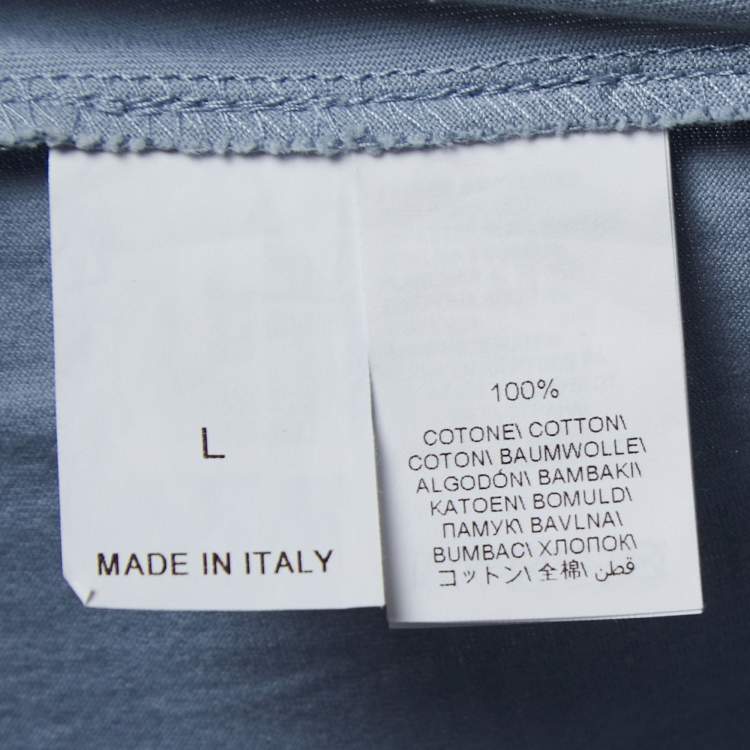 L
MADE IN ITALY
100%
COTONE\ COTTON\
COTON\ BAUMWOLLE\
ALGODÓN\ BAMBAKI\
KATOEN\ BOMULD\
ПАМУК\ BAVLNA\
BUMBAC\ ХЛОПОК\
コットン\ 全棉\ قطن